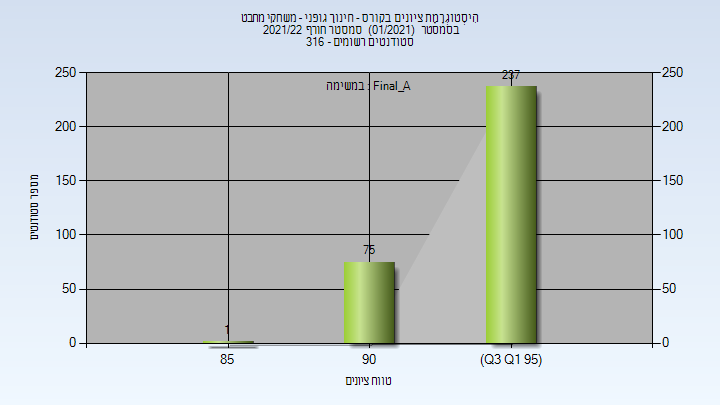 היסטוגרמת ציונים בקורס - חינוך גופני - משחקי מחבט
בסמסטר (01/2021) סמסטר חורף 2021/22
סטודנטים רשומים - 316
במשימה : Final_A
250
200
150
100
50
0
מספר סטודנטים
1
75
237
250
200
150
100
50
0
85
90
(Q3 Q1 95)
טווח ציונים